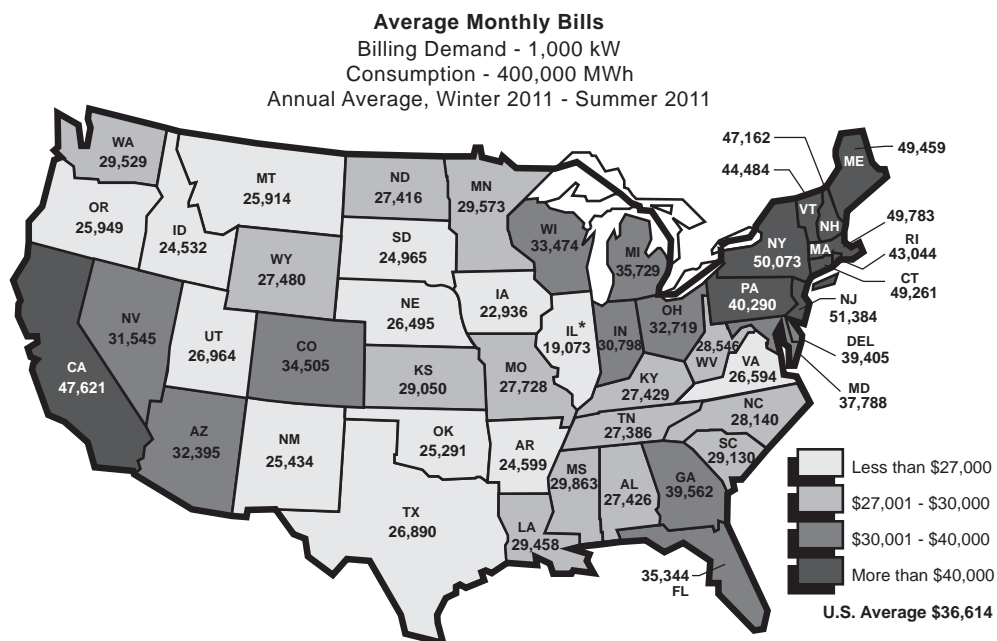 Average Monthly Bills
Billing Demand - 1,000 kW
Consumption - 400,000 MWh
Annual Average, Winter 2011 - Summer 2011
WA
29,529
OR
25,949
ID
24,532
MT
25,914
ND
27,416
MN
29,573
SD
24,965
WY
27,480
NE
26,495
IA
22,936
WI
33,474
MI
35,729
47,162
44,484
ME
49,459
VT
NH
49,783
MA
RI
43,044
CT
49,261
NY
50,073
PA
40,290
NJ
51,384
DEL
39,405
MD
37,788
NV
31,545
UT
26,964
CO
34,505
CA
47,621
KS
29,050
MO
27,728
IL*
19,073
IN
30,798
OH
32,719
28,546
WV
VA
26,594
KY
27,429
NC
28,140
TN
27,386
SC
29,130
AZ
32,395
NM
25,434
OK
25,291
AR
24,599
MS
29,863
AL
27,426
GA
39,562
TX
26,890
LA
29,458
35,344
FL
Less than $27,000
$27,001 - $30,000
$30,001 - $40,000
More than $40,000
U.S. Average $36,614